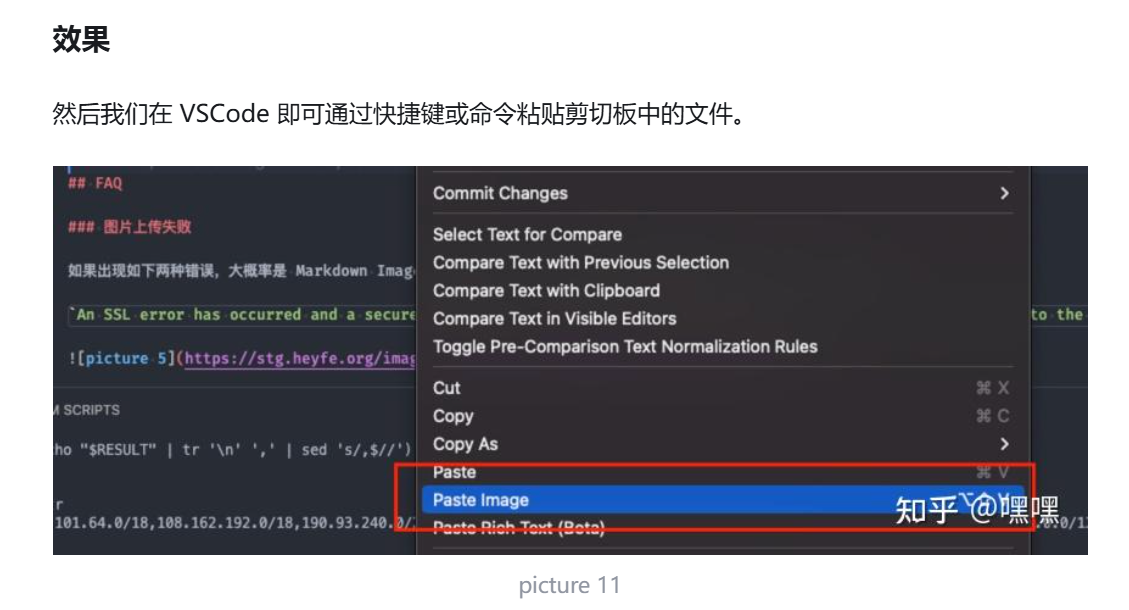 效果
然后我们在 VSCode 即可通过快捷键或命令粘贴剪切板中的文件。
## FAQ
### 图片上传失败
如果出现如下两种错误，大概率是 Markdown Imag
`An SSL error has occurred and a secure
to the
![picture 5](https://stg.heyfe.org/imag
SCRIPTS
ho "$RESULT" | tr '\n' ',' | sed 's/,$//')
r
101.64.0/18,108.162.192.0/18,190.93.240.0/
Commit Changes
Select Text for Compare
Compare Text with Previous Selection
Compare Text with Clipboard
Compare Text in Visible Editors
Toggle Pre-Comparison Text Normalization Rules
Cut ⌘ X
Copy ⌘ C
Copy As
Paste ⌘ V
Paste Image
Paste Rich Text (Beta)
知乎 @嘿嘿
picture 11